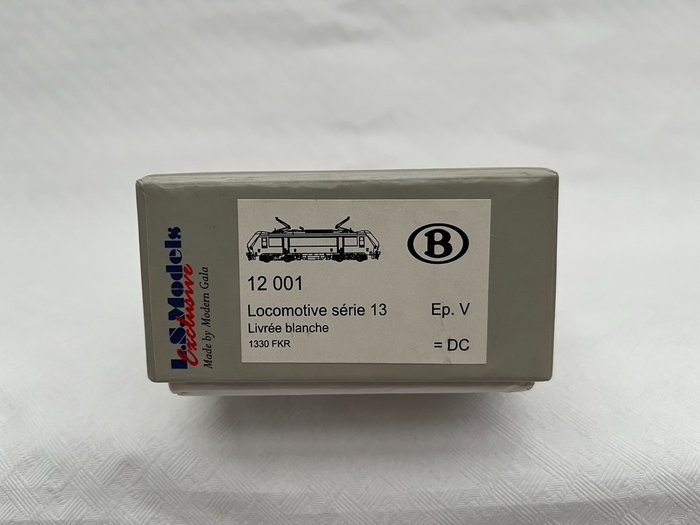 L.S.Models
exclusive
Made by Modern Gala
B
12 001
Locomotive série 13 Ep. V
Livrée blanche
1330 FKR = DC